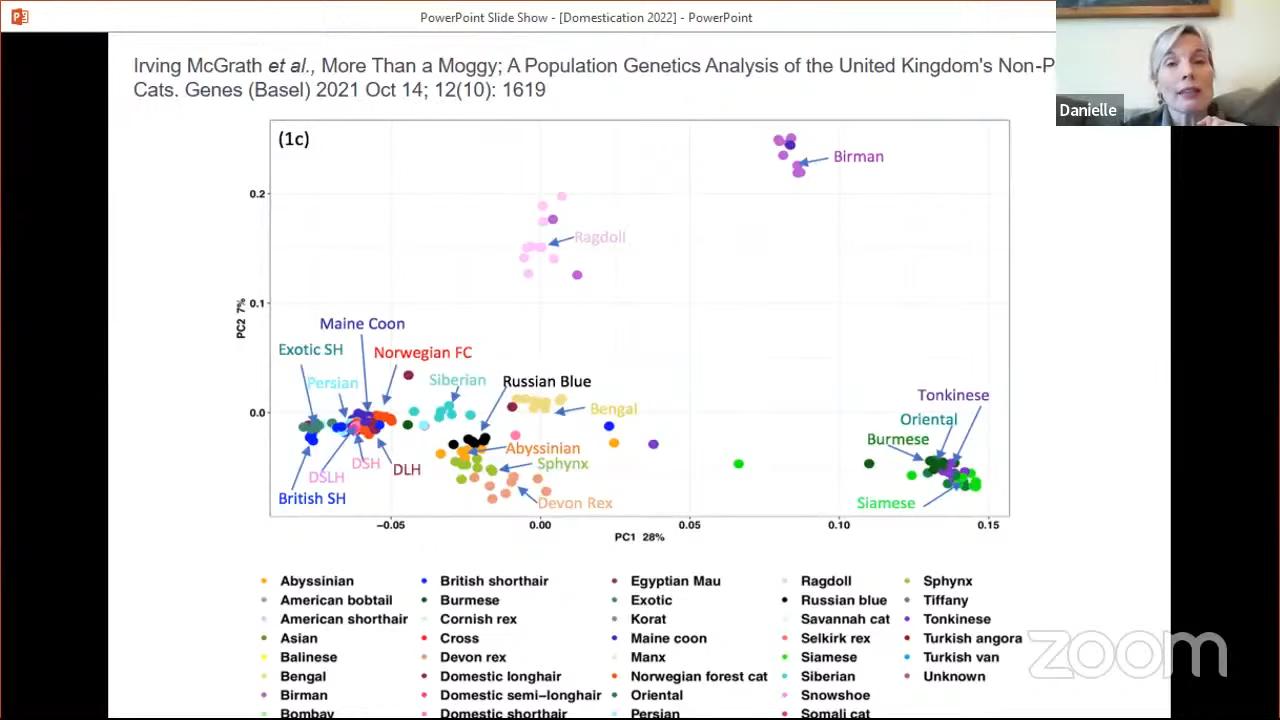 PowerPoint Slide Show - [Domestication 2022] - PowerPoint
Danielle
Irving McGrath et al., More Than a Moggy; A Population Genetics Analysis of the United Kingdom's Non-P
Cats. Genes (Basel) 2021 Oct 14; 12(10): 1619
(1c)
Birman
0.2
Ragdoll
PC2 7%
0.1
Maine Coon
Exotic SH
Norwegian FC
Persian
Siberian
Russian Blue
Bengal
Tonkinese
0.0
Oriental
Burmese
Abyssinian
DSH
DLH
Sphynx
DSLH
British SH
Devon Rex
Siamese
−0.05 0.00 0.05 0.10 0.15
PC1 28%
Abyssinian British shorthair Egyptian Mau Ragdoll Sphynx
American bobtail Burmese Exotic Russian blue Tiffany
American shorthair Cornish rex Korat Savannah cat Tonkinese
Asian Cross Maine coon Selkirk rex Turkish angora
Balinese Devon rex Manx Siamese Turkish van
Bengal Domestic longhair Norwegian forest cat Siberian Unknown
Birman Domestic semi−longhair Oriental Snowshoe
Bombay Domestic shorthair Persian Somali cat
zoom